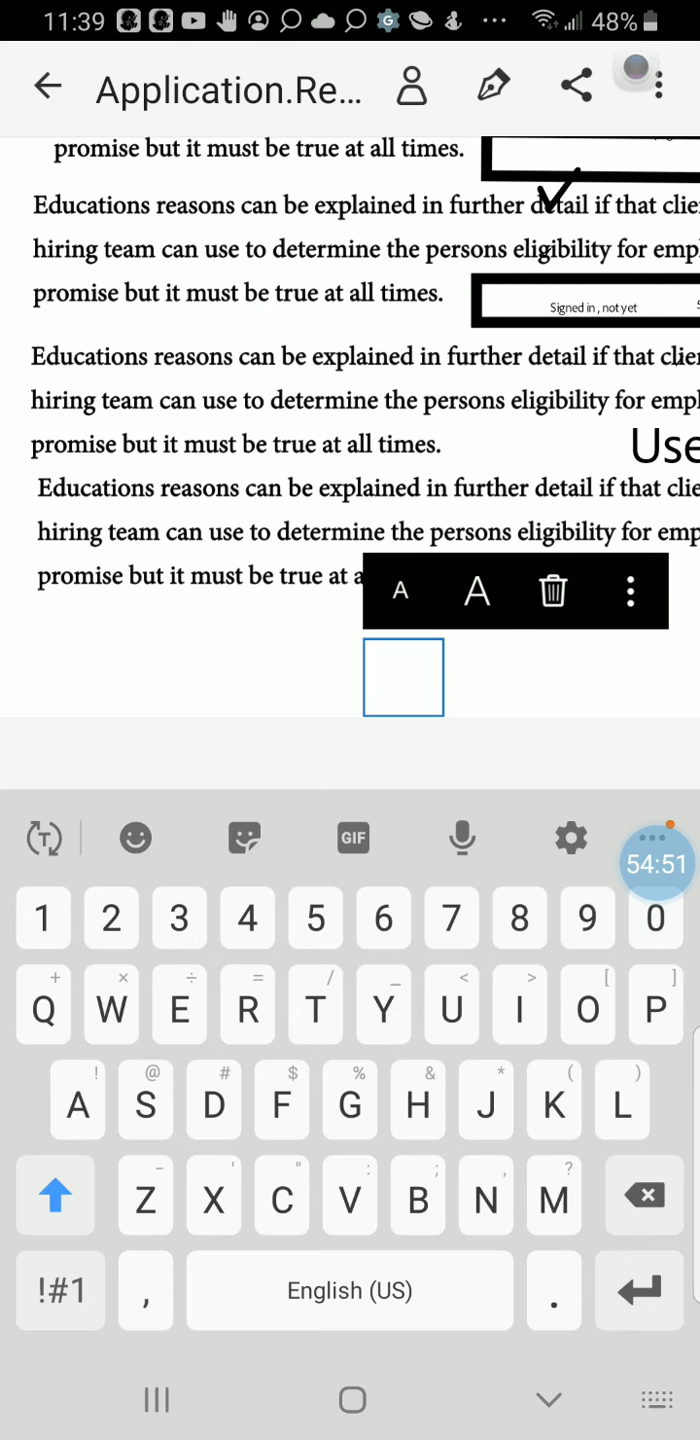 11:39 48%
Application.Re...
promise but it must be true at all times.
Educations reasons can be explained in further detail if that clie
hiring team can use to determine the persons eligibility for emp
promise but it must be true at all times.
Signed in , not yet
Educations reasons can be explained in further detail if that clie
hiring team can use to determine the persons eligibility for empl
promise but it must be true at all times.
Use
Educations reasons can be explained in further detail if that clie
hiring team can use to determine the persons eligibility for emp
promise but it must be true at a
A A
T GIF
54:51
1 2 3 4 5 6 7 8 9 0
+ × ÷ = / _ < > [ ]
Q W E R T Y U I O P
! @ # $ % & * ( )
A S D F G H J K L
- ' " : ; , ?
Z X C V B N M
!#1 , English (US) .